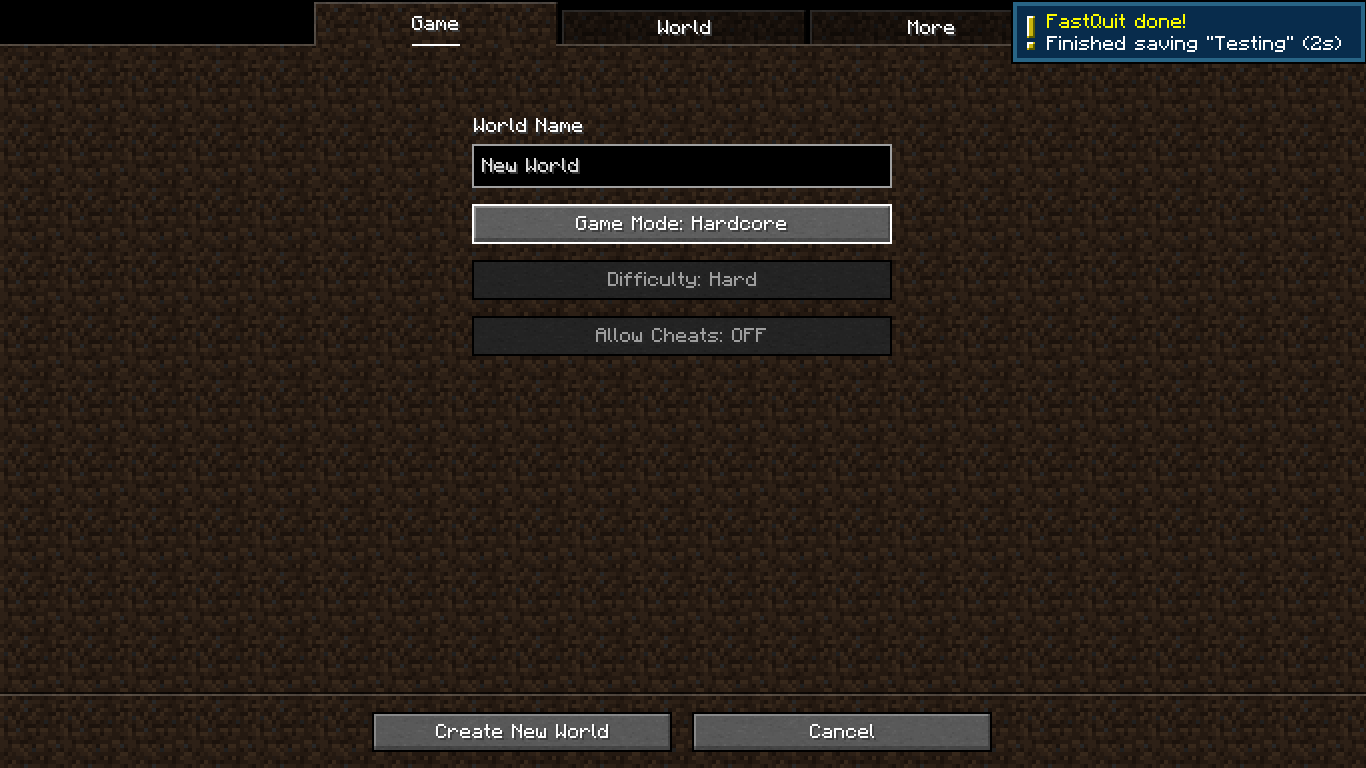 Game
World
More
FastQuit done!
Finished saving "Testing" (2s)
World Name
New World
Game Mode: Hardcore
Difficulty: Hard
Allow Cheats: OFF
Create New World
Cancel